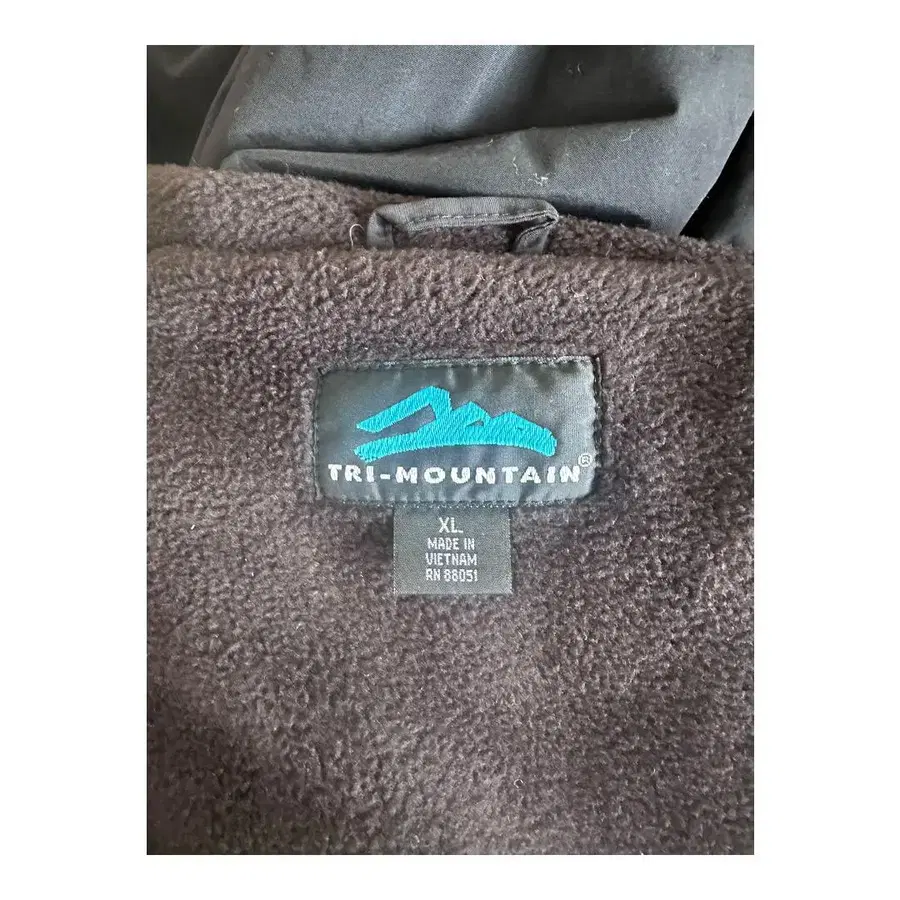 TRI-MOUNTAIN®
XL
MADE IN
VIETNAM
RN 88051